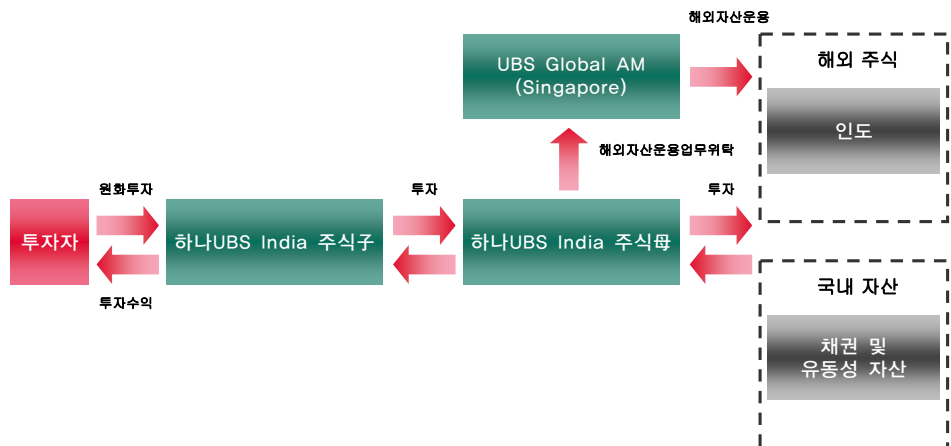 해외자산운용
UBS Global AM
(Singapore)
해외 주식
인도
해외자산운용업무위탁
원화투자
투자
투자
투자자
하나UBS India 주식子
하나UBS India 주식母
투자수익
국내 자산
채권 및
유동성 자산